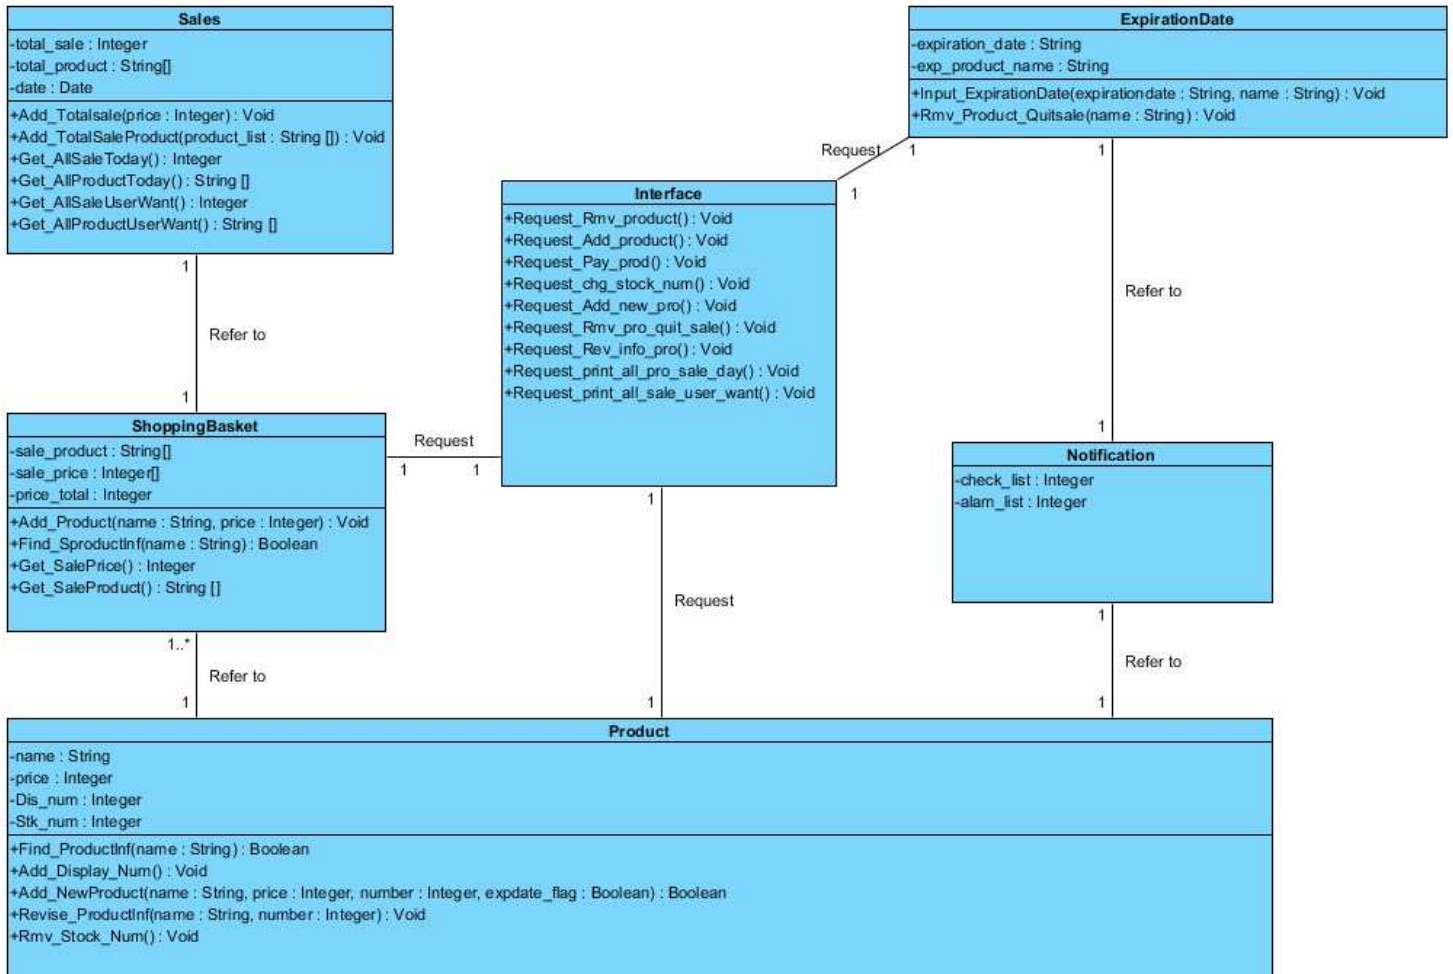 Sales
-total_sale : Integer
-total_product : String[]
-date : Date
+Add_Totalsale(price : Integer) : Void
+Add_TotalSaleProduct(product_list : String []) : Void
+Get_AllSaleToday() : Integer
+Get_AllProductToday() : String []
+Get_AllSaleUserWant() : Integer
+Get_AllProductUserWant() : String []
ExpirationDate
-expiration_date : String
-exp_product_name : String
+Input_ExpirationDate(expirationdate : String, name : String) : Void
+Rmv_Product_Quitsale(name : String) : Void
Request
1
1
1
Interface
+Request_Rmv_product() : Void
+Request_Add_product() : Void
+Request_Pay_prod() : Void
+Request_chg_stock_num() : Void
+Request_Add_new_pro() : Void
+Request_Rmv_pro_quit_sale() : Void
+Request_Rev_info_pro() : Void
+Request_print_all_pro_sale_day() : Void
+Request_print_all_sale_user_want() : Void
1
Refer to
1
Refer to
1
ShoppingBasket
-sale_product : String[]
-sale_price : Integer[]
-price_total : Integer
+Add_Product(name : String, price : Integer) : Void
+Find_SproductInf(name : String) : Boolean
+Get_SalePrice() : Integer
+Get_SaleProduct() : String []
Request
1
1
Notification
-check_list : Integer
-alam_list : Integer
1
Request
1
1..*
Refer to
1
1
Refer to
1
Product
-name : String
-price : Integer
-Dis_num : Integer
-Stk_num : Integer
+Find_ProductInf(name : String) : Boolean
+Add_Display_Num() : Void
+Add_NewProduct(name : String, price : Integer, number : Integer, expdate_flag : Boolean) : Boolean
+Revise_ProductInf(name : String, number : Integer) : Void
+Rmv_Stock_Num() : Void